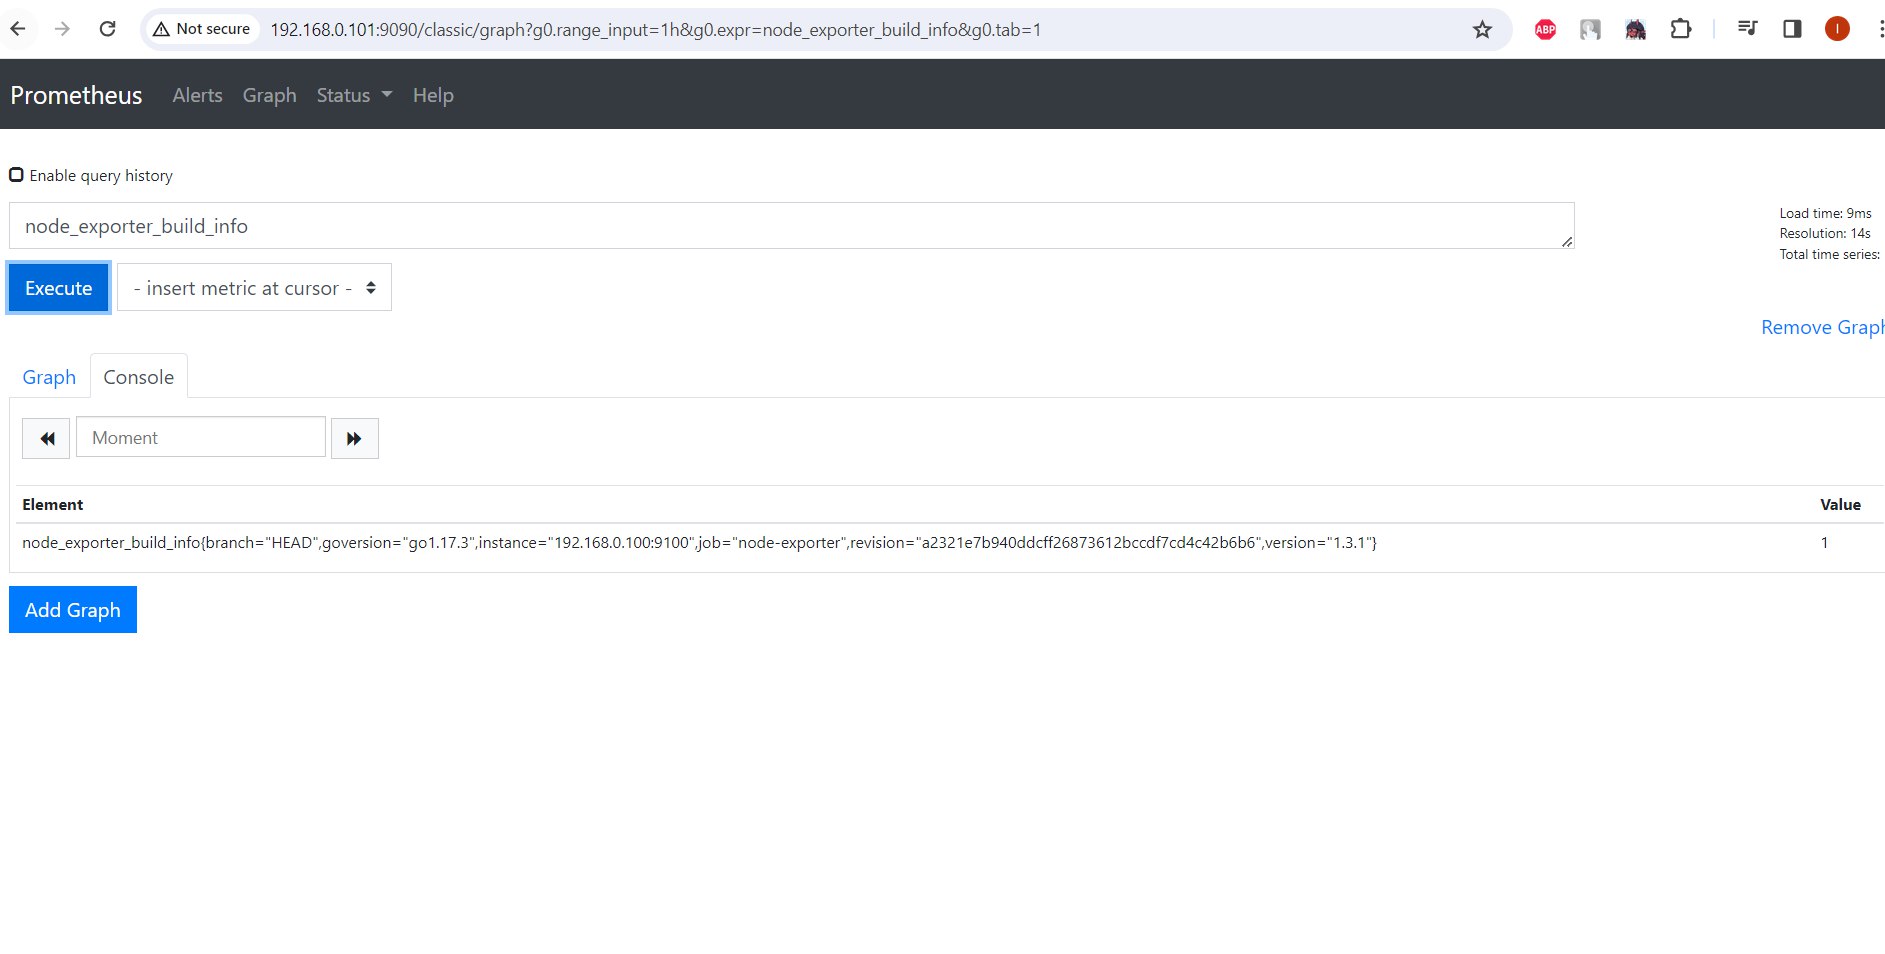 Not secure 192.168.0.101:9090/classic/graph?g0.range_input=1h&g0.expr=node_exporter_build_info&g0.tab=1 ABP I
Prometheus Alerts Graph Status Help
Enable query history
node_exporter_build_info
Load time: 9ms
Resolution: 14s
Total time series:
Execute - insert metric at cursor -
Remove Graph
Graph Console
Moment
Element Value
node_exporter_build_info{branch="HEAD",goversion="go1.17.3",instance="192.168.0.100:9100",job="node-exporter",revision="a2321e7b940ddcff26873612bccdf7cd4c42b6b6",version="1.3.1"} 1
Add Graph